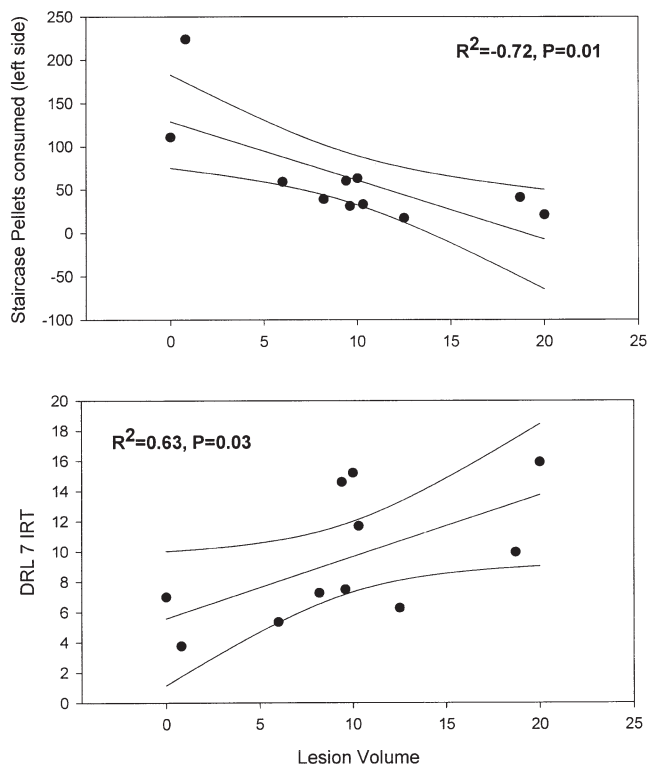 Staircase Pellets consumed (left side)
250
200
150
100
50
0
-50
-100
R²=-0.72, P=0.01
0 5 10 15 20 25
DRL 7 IRT
20
18
16
14
12
10
8
6
4
2
0
R²=0.63, P=0.03
0 5 10 15 20 25
Lesion Volume